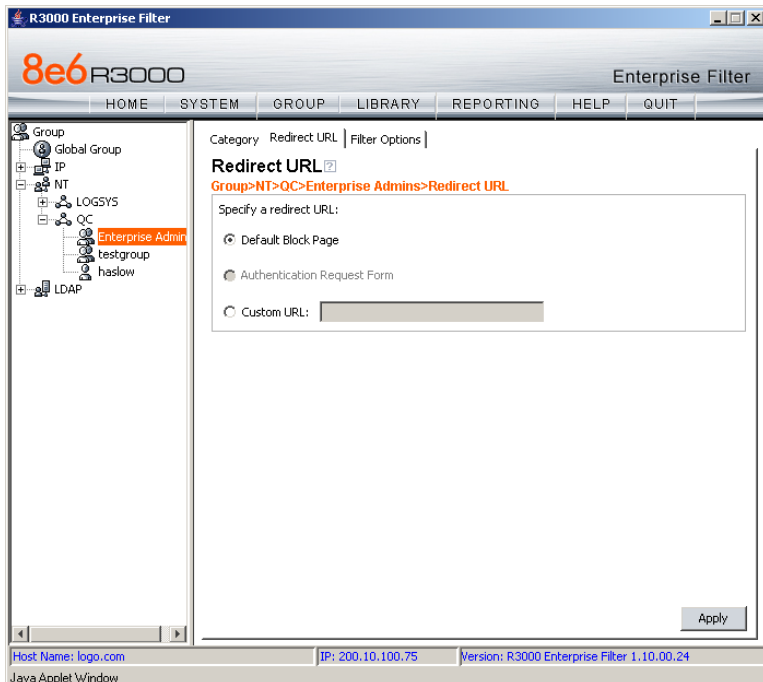 R3000 Enterprise Filter
8e6 R3000
Enterprise Filter
HOME SYSTEM GROUP LIBRARY REPORTING HELP QUIT
Group
Global Group
IP
NT
LOGSYS
QC
Enterprise Admin
testgroup
haslow
LDAP
Category Redirect URL Filter Options
Redirect URL ?
Group>NT>QC>Enterprise Admins>Redirect URL
Specify a redirect URL:
Default Block Page
Authentication Request Form
Custom URL:
Apply
Host Name: logo.com IP: 200.10.100.75 Version: R3000 Enterprise Filter 1.10.00.24
Java Applet Window